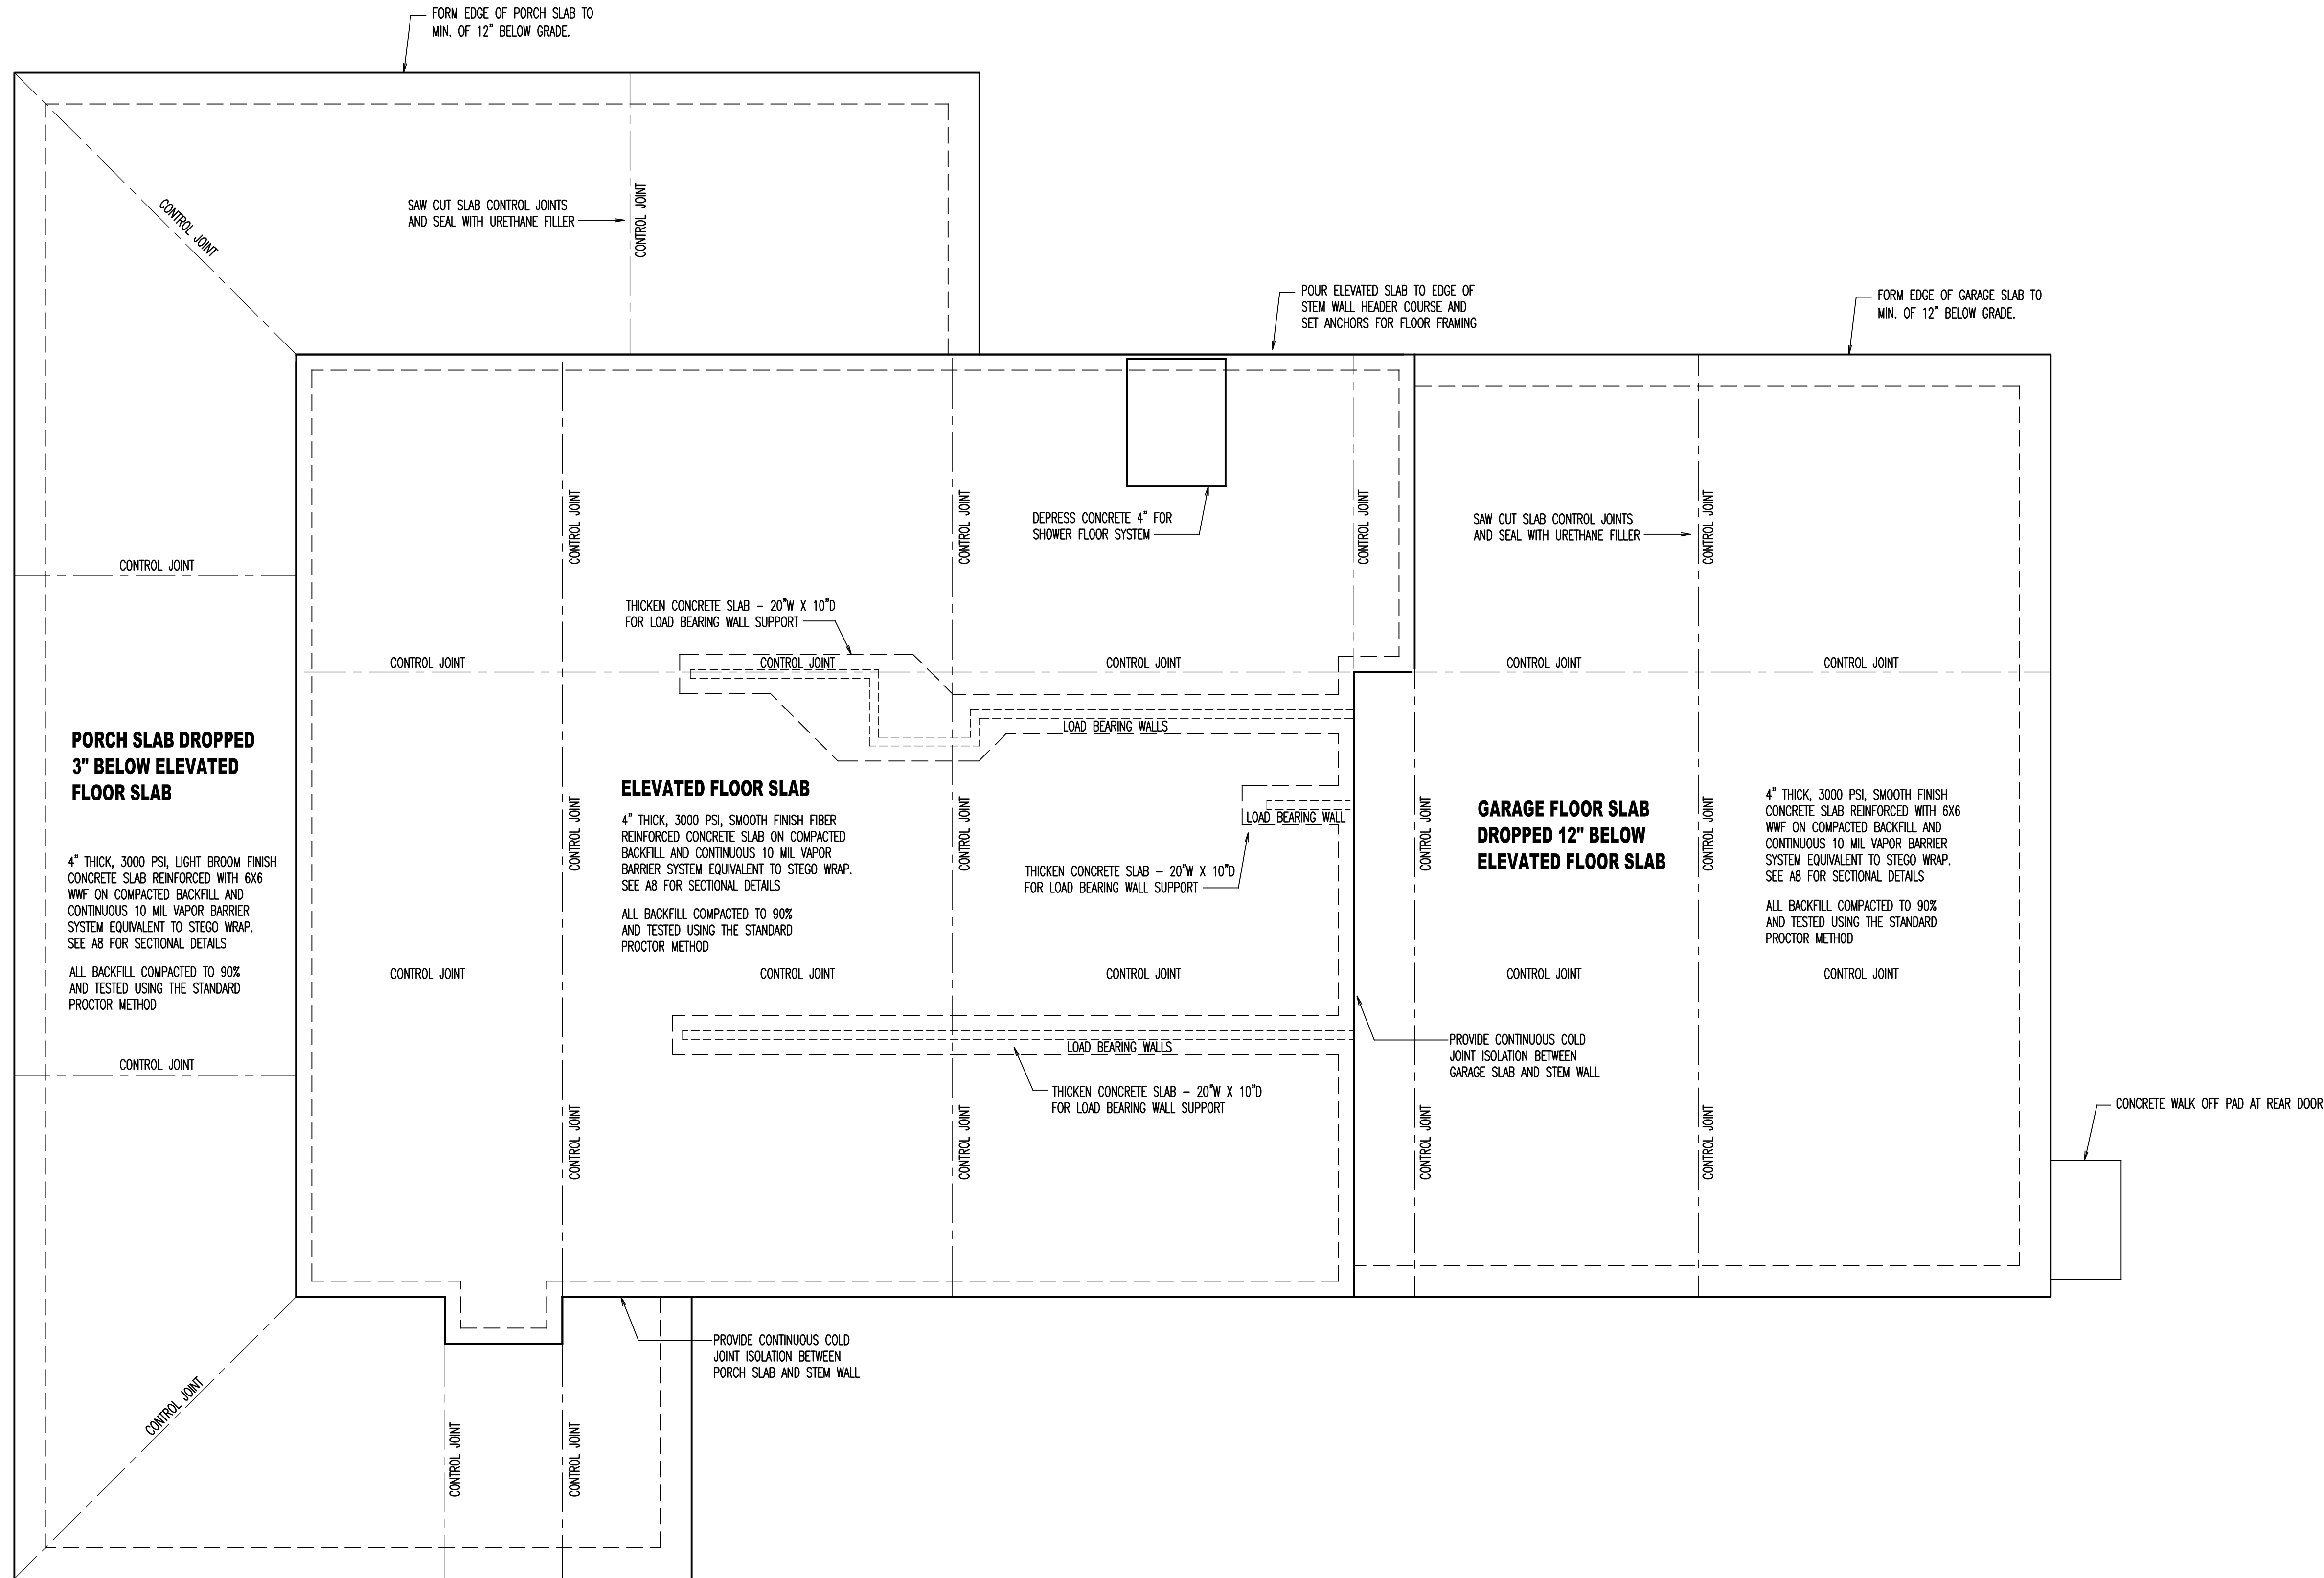 FORM EDGE OF PORCH SLAB TO
MIN. OF 12" BELOW GRADE.
CONTROL JOINT
SAW CUT SLAB CONTROL JOINTS
AND SEAL WITH URETHANE FILLER
CONTROL JOINT
POUR ELEVATED SLAB TO EDGE OF
STEM WALL HEADER COURSE AND
SET ANCHORS FOR FLOOR FRAMING
FORM EDGE OF GARAGE SLAB TO
MIN. OF 12" BELOW GRADE.
CONTROL JOINT
CONTROL JOINT
DEPRESS CONCRETE 4" FOR
SHOWER FLOOR SYSTEM
CONTROL JOINT
SAW CUT SLAB CONTROL JOINTS
AND SEAL WITH URETHANE FILLER
CONTROL JOINT
CONTROL JOINT
THICKEN CONCRETE SLAB - 20"W X 10"D
FOR LOAD BEARING WALL SUPPORT
CONTROL JOINT
CONTROL JOINT
CONTROL JOINT
CONTROL JOINT
CONTROL JOINT
LOAD BEARING WALLS
PORCH SLAB DROPPED
3" BELOW ELEVATED
FLOOR SLAB
4" THICK, 3000 PSI, LIGHT BROOM FINISH
CONCRETE SLAB REINFORCED WITH 6X6
WWF ON COMPACTED BACKFILL AND
CONTINUOUS 10 MIL VAPOR BARRIER
SYSTEM EQUIVALENT TO STEGO WRAP.
SEE A8 FOR SECTIONAL DETAILS
ALL BACKFILL COMPACTED TO 90%
AND TESTED USING THE STANDARD
PROCTOR METHOD
CONTROL JOINT
ELEVATED FLOOR SLAB
4" THICK, 3000 PSI, SMOOTH FINISH FIBER
REINFORCED CONCRETE SLAB ON COMPACTED
BACKFILL AND CONTINUOUS 10 MIL VAPOR
BARRIER SYSTEM EQUIVALENT TO STEGO WRAP.
SEE A8 FOR SECTIONAL DETAILS
ALL BACKFILL COMPACTED TO 90%
AND TESTED USING THE STANDARD
PROCTOR METHOD
CONTROL JOINT
LOAD BEARING WALL
THICKEN CONCRETE SLAB - 20"W X 10"D
FOR LOAD BEARING WALL SUPPORT
CONTROL JOINT
GARAGE FLOOR SLAB
DROPPED 12" BELOW
ELEVATED FLOOR SLAB
CONTROL JOINT
4" THICK, 3000 PSI, SMOOTH FINISH
CONCRETE SLAB REINFORCED WITH 6X6
WWF ON COMPACTED BACKFILL AND
CONTINUOUS 10 MIL VAPOR BARRIER
SYSTEM EQUIVALENT TO STEGO WRAP.
SEE A8 FOR SECTIONAL DETAILS
ALL BACKFILL COMPACTED TO 90%
AND TESTED USING THE STANDARD
PROCTOR METHOD
CONTROL JOINT
CONTROL JOINT
CONTROL JOINT
CONTROL JOINT
CONTROL JOINT
CONTROL JOINT
LOAD BEARING WALLS
PROVIDE CONTINUOUS COLD
JOINT ISOLATION BETWEEN
GARAGE SLAB AND STEM WALL
THICKEN CONCRETE SLAB - 20"W X 10"D
FOR LOAD BEARING WALL SUPPORT
CONCRETE WALK OFF PAD AT REAR DOOR
CONTROL JOINT
CONTROL JOINT
CONTROL JOINT
CONTROL JOINT
PROVIDE CONTINUOUS COLD
JOINT ISOLATION BETWEEN
PORCH SLAB AND STEM WALL
CONTROL JOINT
CONTROL JOINT
CONTROL JOINT